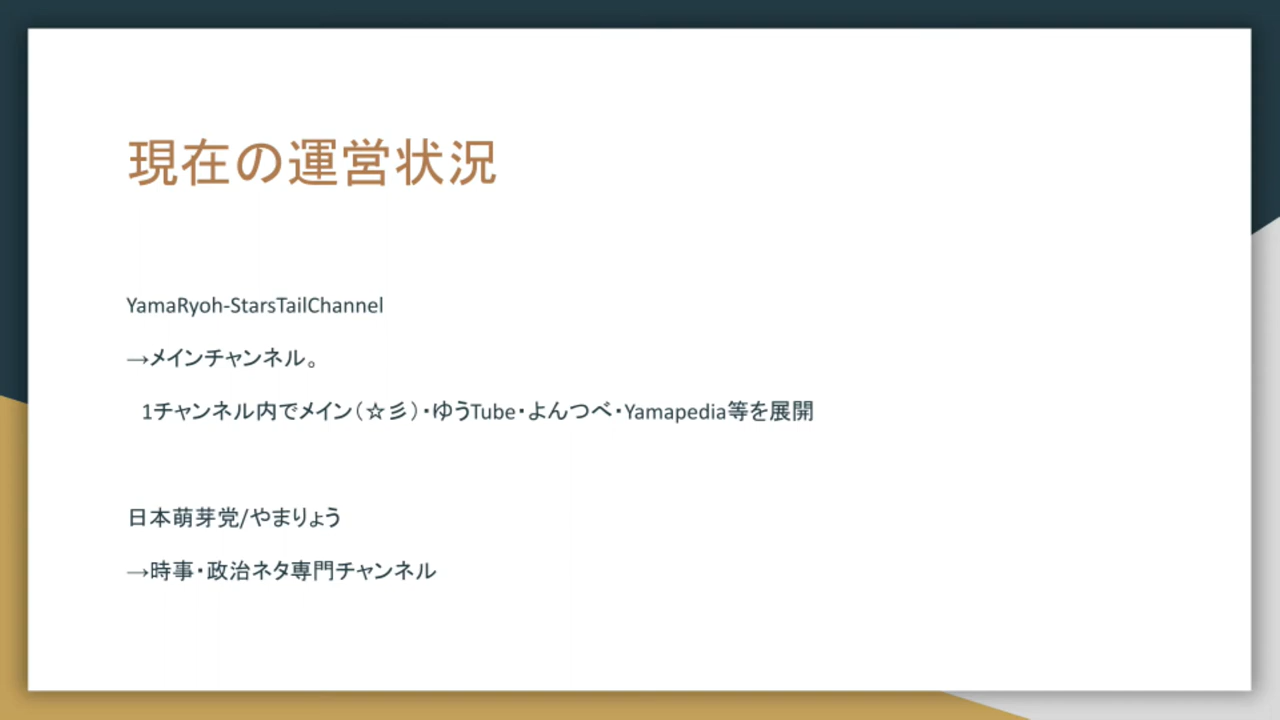 現在の運営状況
YamaRyoh-StarsTailChannel
→メインチャンネル。
1チャンネル内でメイン（☆彡）・ゆうTube・よんつべ・Yamapedia等を展開
日本萌芽党/やまりょう
→時事・政治ネタ専門チャンネル